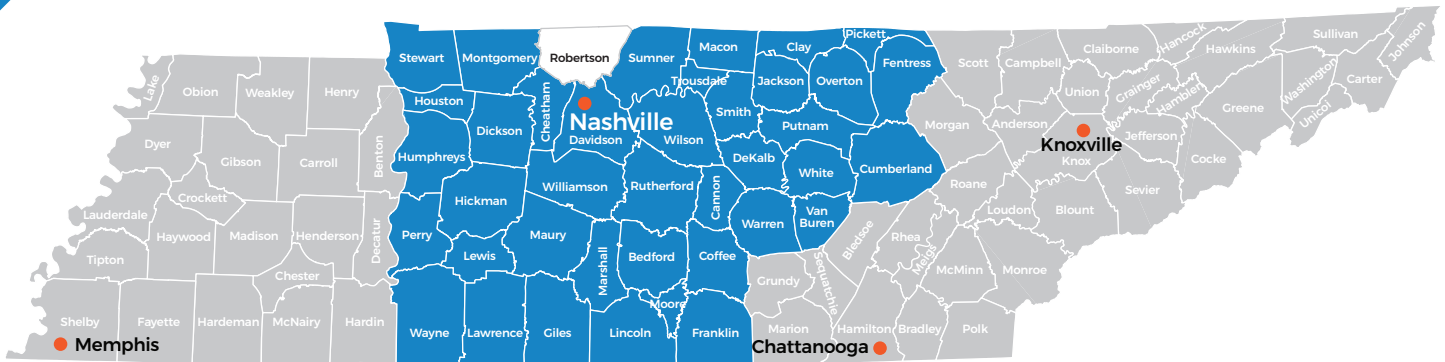 Lake
Obion
Weakley
Henry
Dyer
Gibson
Carroll
Benton
Crockett
Lauderdale
Haywood
Madison
Henderson
Decatur
Tipton
Chester
Shelby
Fayette
Hardeman
McNairy
Hardin
Memphis
Stewart
Montgomery
Robertson
Sumner
Macon
Trousdale
Houston
Dickson
Cheatham
Nashville
Davidson
Wilson
Smith
Humphreys
Hickman
Williamson
Rutherford
Cannon
DeKalb
Perry
Lewis
Maury
Marshall
Bedford
Coffee
Moore
Wayne
Lawrence
Giles
Lincoln
Franklin
Clay
Pickett
Jackson
Overton
Fentress
Putnam
White
Cumberland
Warren
Van
Buren
Scott
Campbell
Claiborne
Hancock
Hawkins
Sullivan
Johnson
Union
Grainger
Hamblen
Greene
Washington
Carter
Unicoi
Morgan
Anderson
Knoxville
Knox
Jefferson
Cocke
Sevier
Roane
Loudon
Blount
Bledsoe
Rhea
Meigs
McMinn
Monroe
Grundy
Sequatchie
Marion
Hamilton
Bradley
Polk
Chattanooga